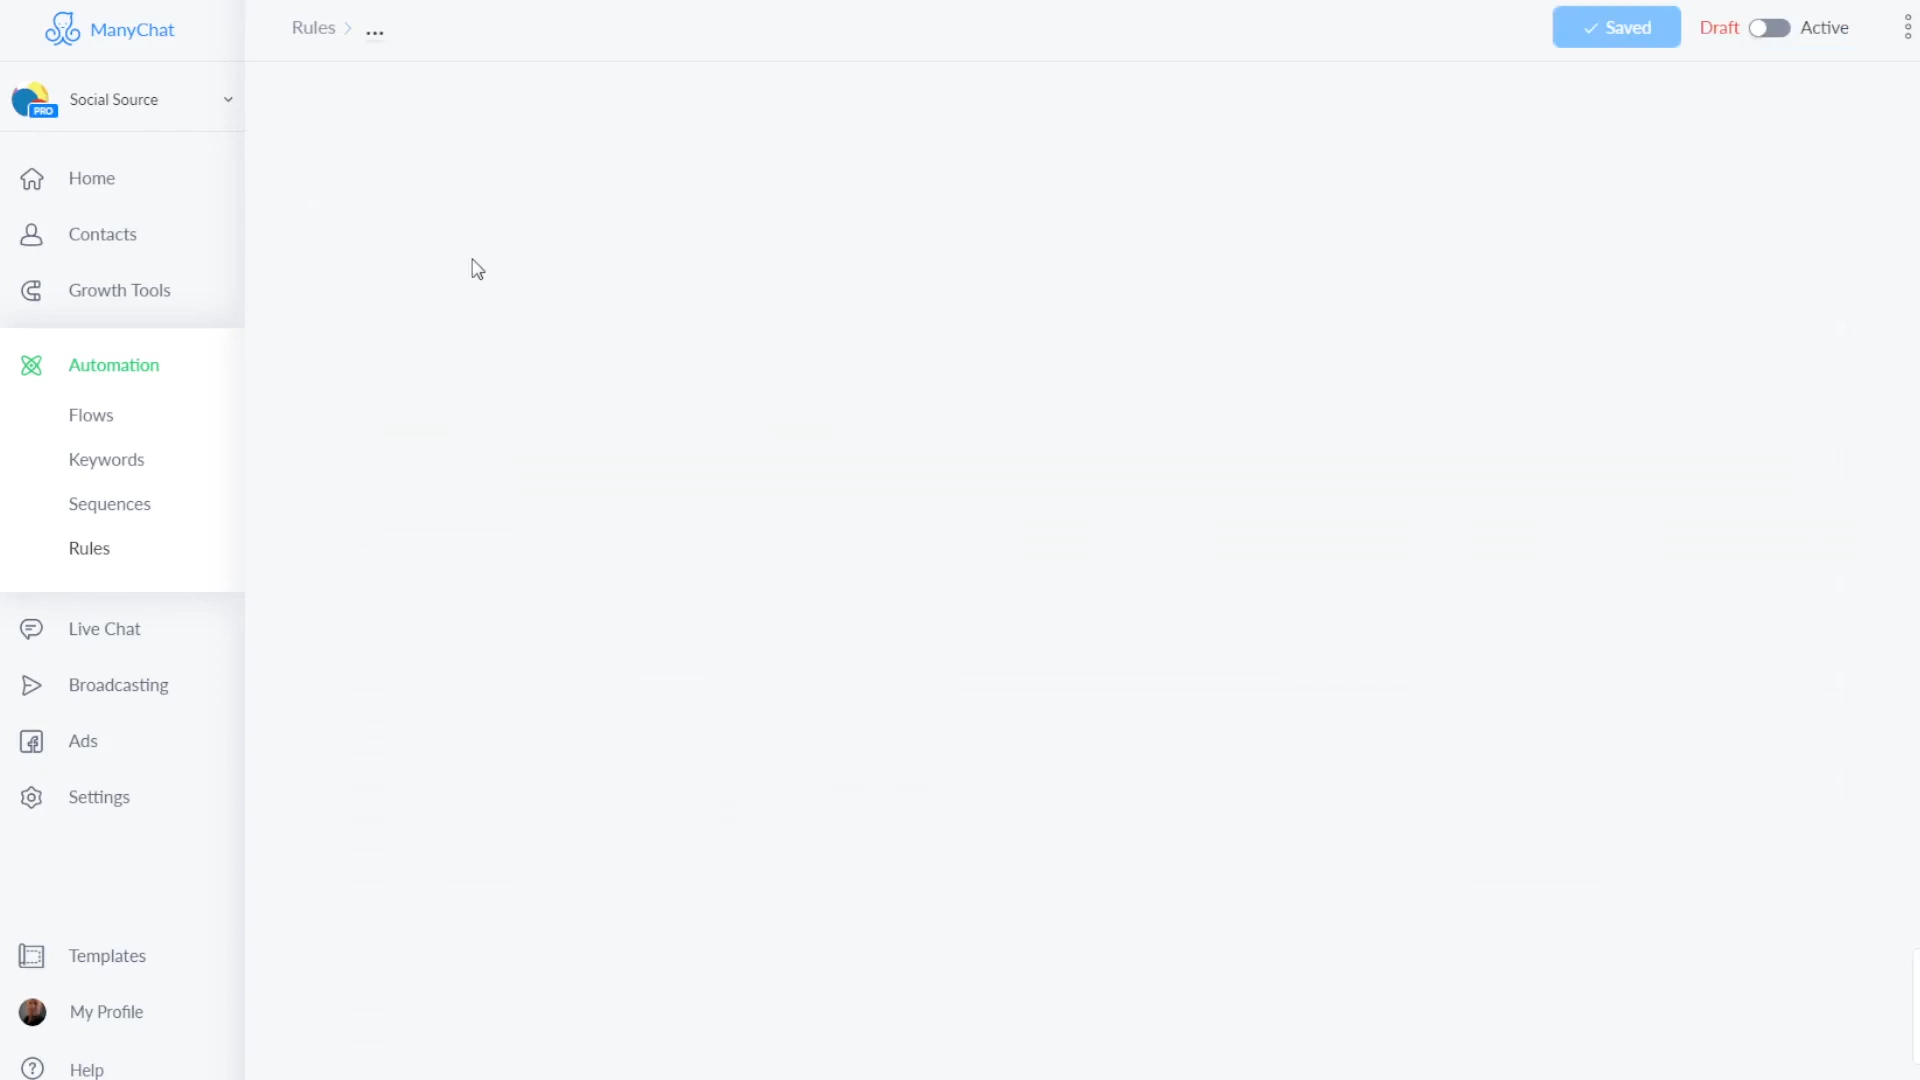 ManyChat
Rules
...
Saved
Draft
Active
PRO
Social Source
Home
Contacts
Growth Tools
Automation
Flows
Keywords
Sequences
Rules
Live Chat
Broadcasting
Ads
Settings
Templates
My Profile
? Help